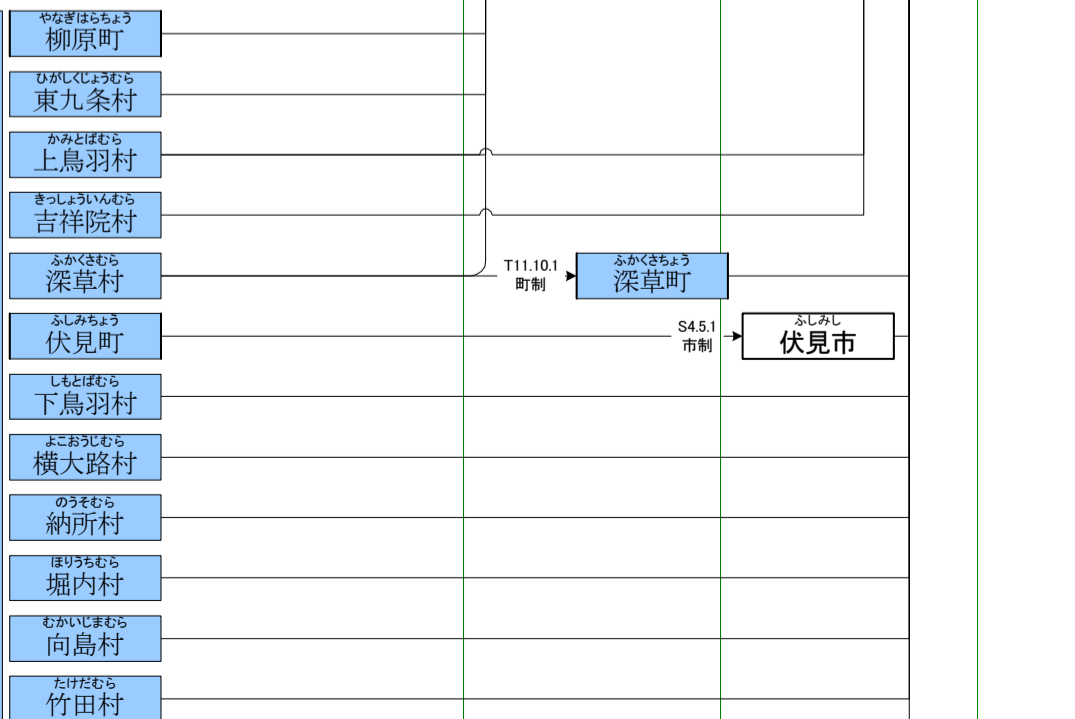 やなぎはらちょう
柳原町
ひがしくじょうむら
東九条村
かみとばむら
上鳥羽村
きっしょういんむら
吉祥院村
ふかくさむら
深草村
T11.10.1
町制
ふかくさちょう
深草町
ふしみちょう
伏見町
S4.5.1
市制
ふしみし
伏見市
しもとばむら
下鳥羽村
よこおうじむら
横大路村
のうそむら
納所村
ほりうちむら
堀内村
むかいじまむら
向島村
たけだむら
竹田村